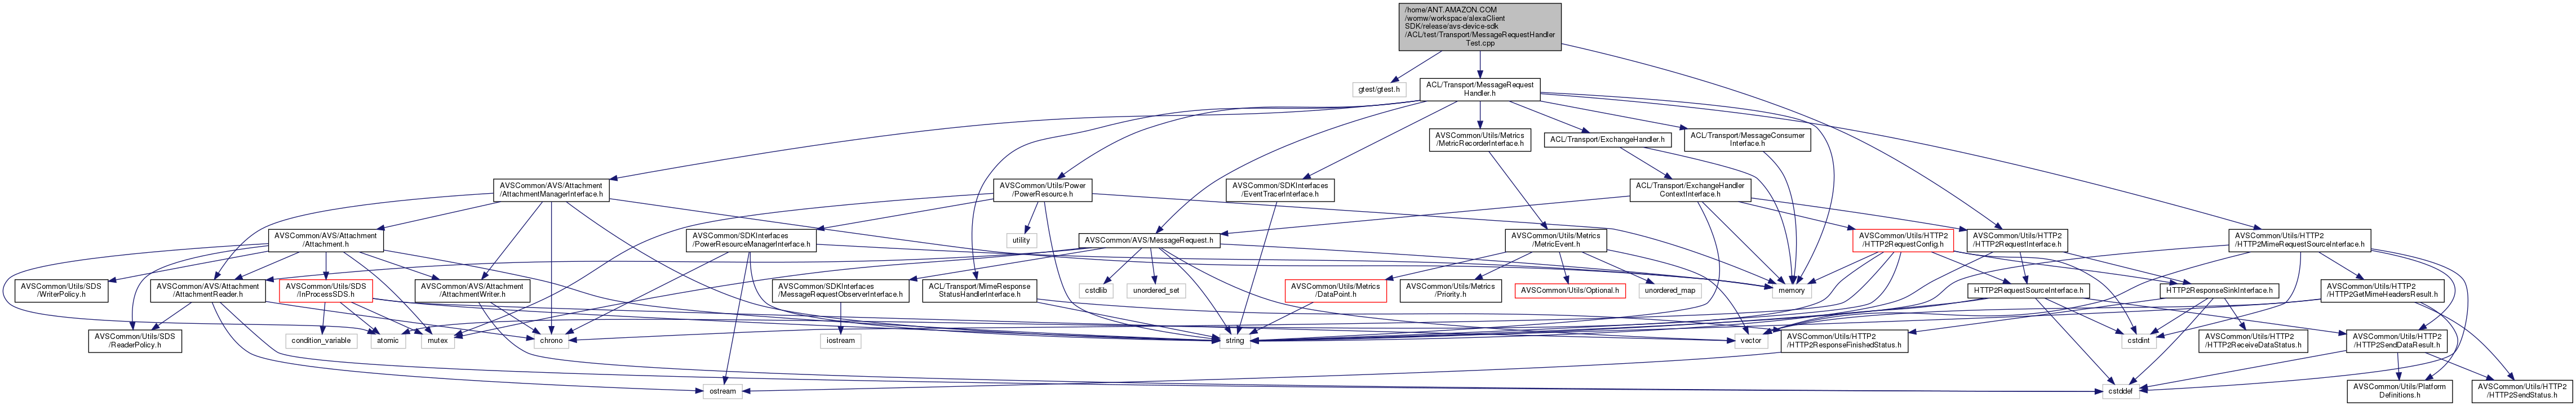 /home/ANT.AMAZON.COM
/womw/workspace/alexaClient
SDK/release/avs-device-sdk
/ACL/test/Transport/MessageRequestHandler
Test.cpp
gtest/gtest.h
ACL/Transport/MessageRequest
Handler.h
AVSCommon/Utils/Metrics
/MetricRecorderInterface.h
ACL/Transport/ExchangeHandler.h
ACL/Transport/MessageConsumer
Interface.h
AVSCommon/AVS/Attachment
/AttachmentManagerInterface.h
AVSCommon/Utils/Power
/PowerResource.h
AVSCommon/SDKInterfaces
/EventTracerInterface.h
ACL/Transport/ExchangeHandler
ContextInterface.h
AVSCommon/AVS/Attachment
/Attachment.h
AVSCommon/SDKInterfaces
/PowerResourceManagerInterface.h
utility
AVSCommon/AVS/MessageRequest.h
AVSCommon/Utils/Metrics
/MetricEvent.h
AVSCommon/Utils/HTTP2
/HTTP2RequestConfig.h
AVSCommon/Utils/HTTP2
/HTTP2RequestInterface.h
AVSCommon/Utils/HTTP2
/HTTP2MimeRequestSourceInterface.h
AVSCommon/Utils/SDS
/WriterPolicy.h
AVSCommon/AVS/Attachment
/AttachmentReader.h
AVSCommon/Utils/SDS
/InProcessSDS.h
AVSCommon/AVS/Attachment
/AttachmentWriter.h
AVSCommon/SDKInterfaces
/MessageRequestObserverInterface.h
ACL/Transport/MimeResponse
StatusHandlerInterface.h
cstdlib
unordered_set
AVSCommon/Utils/Metrics
/DataPoint.h
AVSCommon/Utils/Metrics
/Priority.h
AVSCommon/Utils/Optional.h
unordered_map
memory
HTTP2RequestSourceInterface.h
HTTP2ResponseSinkInterface.h
AVSCommon/Utils/HTTP2
/HTTP2GetMimeHeadersResult.h
AVSCommon/Utils/SDS
/ReaderPolicy.h
condition_variable
atomic
mutex
chrono
iostream
string
vector
AVSCommon/Utils/HTTP2
/HTTP2ResponseFinishedStatus.h
cstdint
AVSCommon/Utils/HTTP2
/HTTP2ReceiveDataStatus.h
AVSCommon/Utils/HTTP2
/HTTP2SendDataResult.h
ostream
cstddef
AVSCommon/Utils/Platform
Definitions.h
AVSCommon/Utils/HTTP2
/HTTP2SendStatus.h